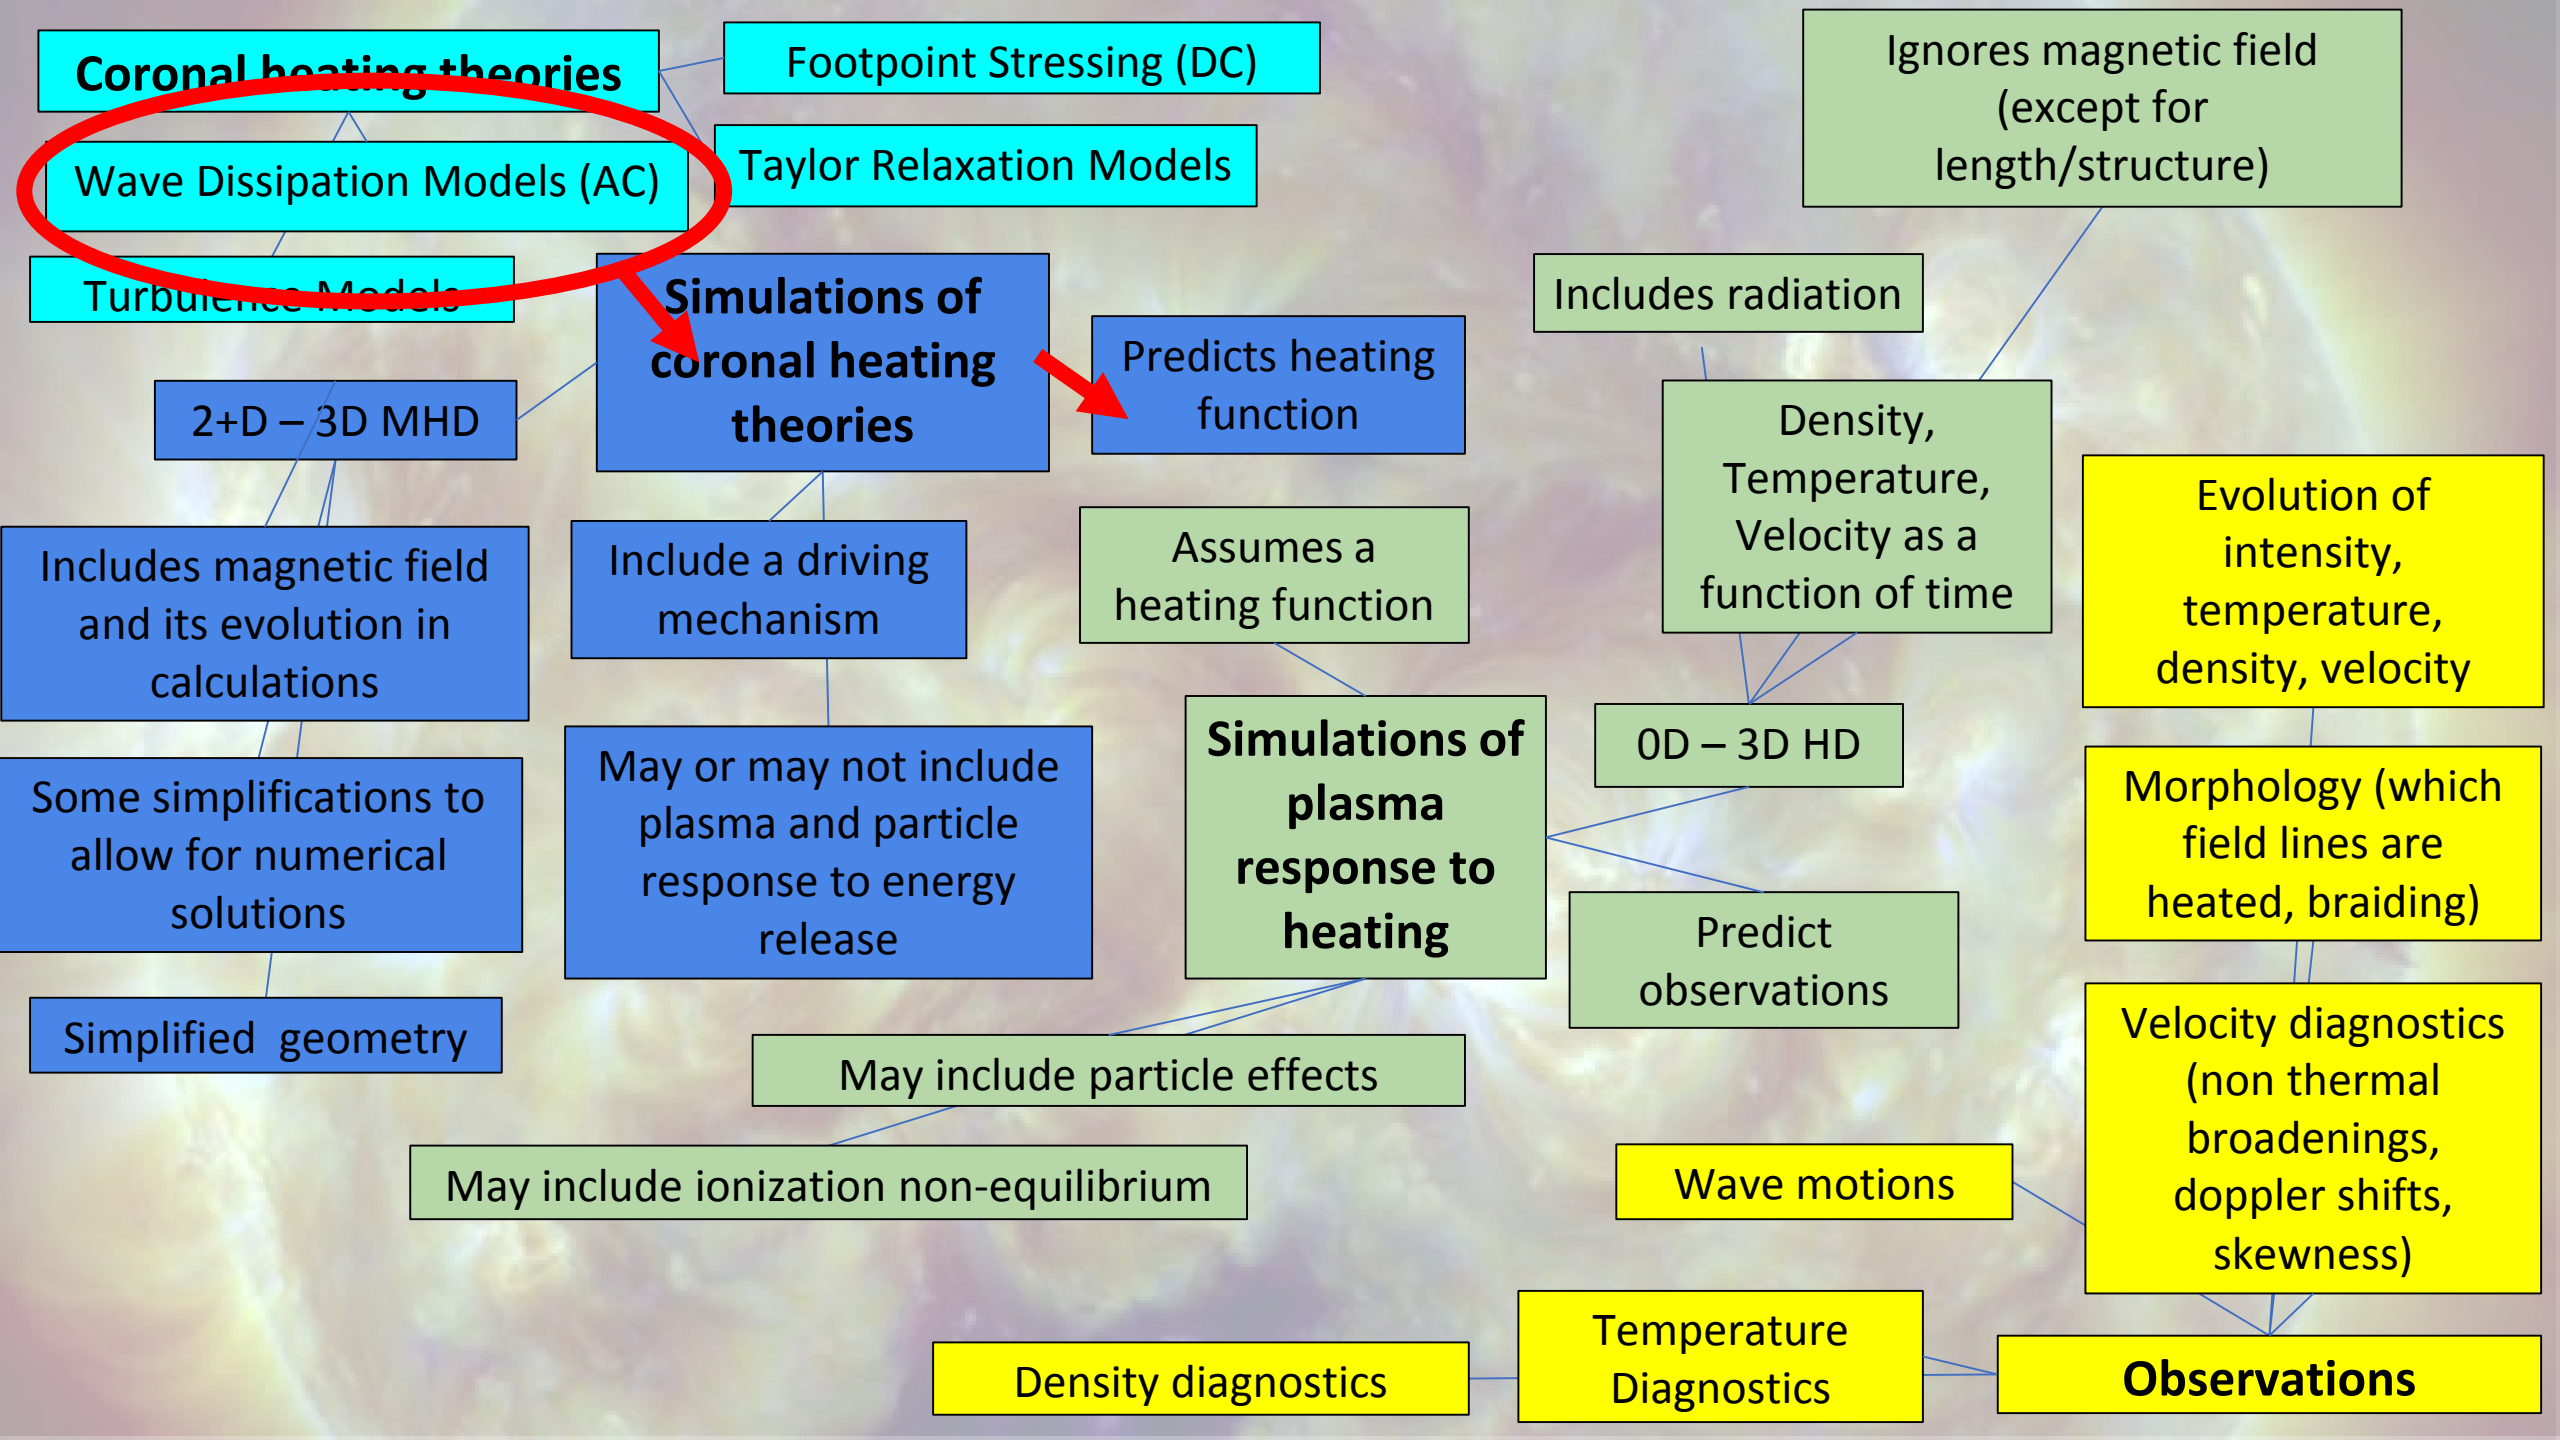 Coronal heating theories
Footpoint Stressing (DC)
Wave Dissipation Models (AC)
Taylor Relaxation Models
Turbulence Models
Simulations of
coronal heating
theories
Predicts heating
function
2+D – 3D MHD
Includes magnetic field
and its evolution in
calculations
Include a driving
mechanism
Some simplifications to
allow for numerical
solutions
May or may not include
plasma and particle
response to energy
release
Simplified  geometry
Ignores magnetic field
(except for
length/structure)
Includes radiation
Density,
Temperature,
Velocity as a
function of time
Assumes a
heating function
Simulations of
plasma
response to
heating
0D – 3D HD
Predict
observations
May include particle effects
May include ionization non-equilibrium
Evolution of
intensity,
temperature,
density, velocity
Morphology (which
field lines are
heated, braiding)
Velocity diagnostics
(non thermal
broadenings,
doppler shifts,
skewness)
Wave motions
Temperature
Diagnostics
Density diagnostics
Observations